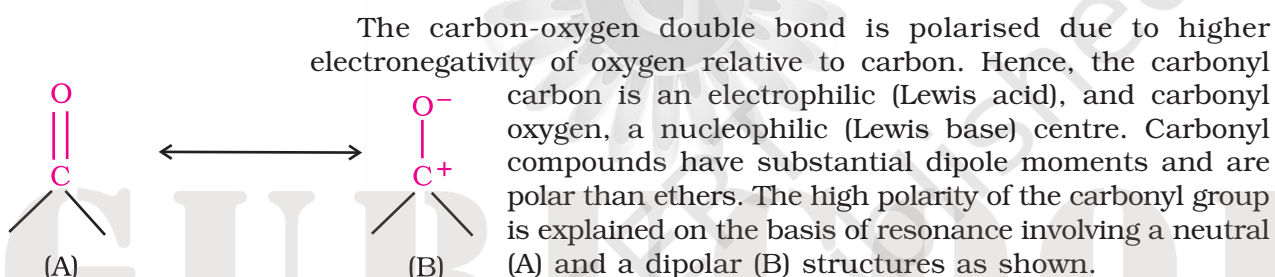 The carbon-oxygen double bond is polarised due to higher
electronegativity of oxygen relative to carbon. Hence, the carbonyl
carbon is an electrophilic (Lewis acid), and carbonyl
oxygen, a nucleophilic (Lewis base) centre. Carbonyl
compounds have substantial dipole moments and are
polar than ethers. The high polarity of the carbonyl group
is explained on the basis of resonance involving a neutral
(A) and a dipolar (B) structures as shown.
O
C
(A)
O−
C+
(B)